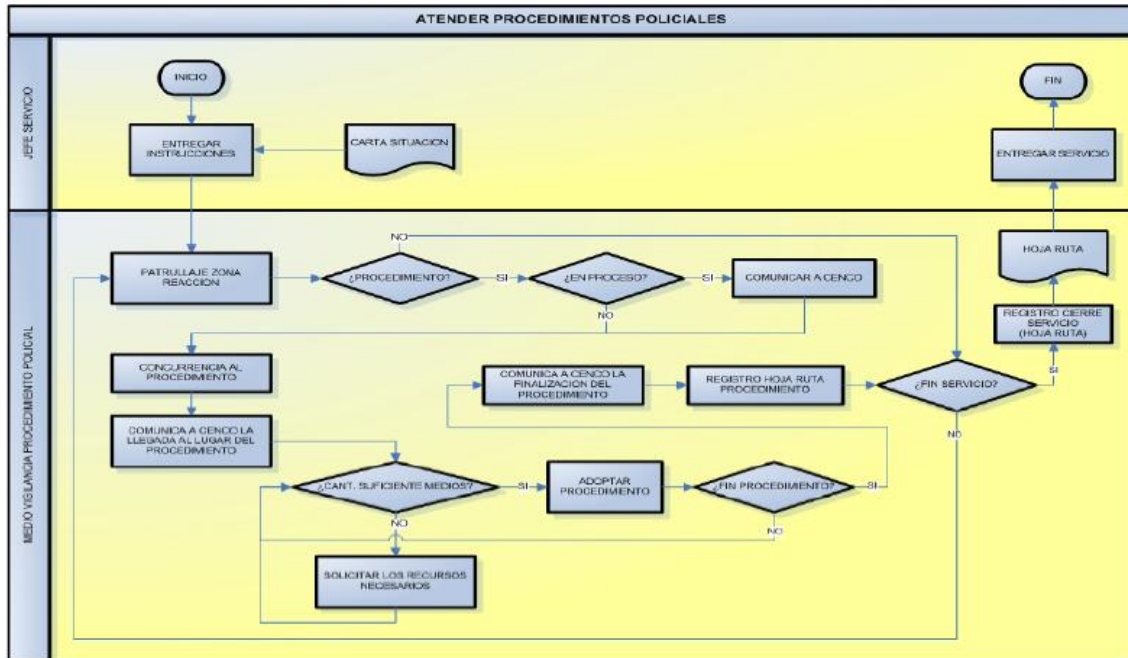 ATENDER PROCEDIMIENTOS POLICIALES
JEFE SERVICIO
INICIO
FIN
ENTREGAR
INSTRUCCIONES
CARTA SITUACION
ENTREGAR SERVICIO
MEDIO VIGILANCIA PROCEDIMIENTO POLICIAL
NO
HOJA RUTA
PATRULLAJE ZONA
REACCION
¿PROCEDIMIENTO?
SI
¿EN PROCESO?
SI
COMUNICAR A CENCO
NO
REGISTRO CIERRE
SERVICIO
(HOJA RUTA)
CONCURRENCIA AL
PROCEDIMIENTO
COMUNICA A CENCO LA
FINALIZACION DEL
PROCEDIMIENTO
REGISTRO HOJA RUTA
PROCEDIMIENTO
¿FIN SERVICIO?
SI
COMUNICA A CENCO LA
LLEGADA AL LUGAR DEL
PROCEDIMIENTO
NO
¿CANT. SUFICIENTE MEDIOS?
SI
ADOPTAR
PROCEDIMIENTO
¿FIN PROCEDIMIENTO?
SI
NO
NO
SOLICITAR LOS RECURSOS
NECESARIOS